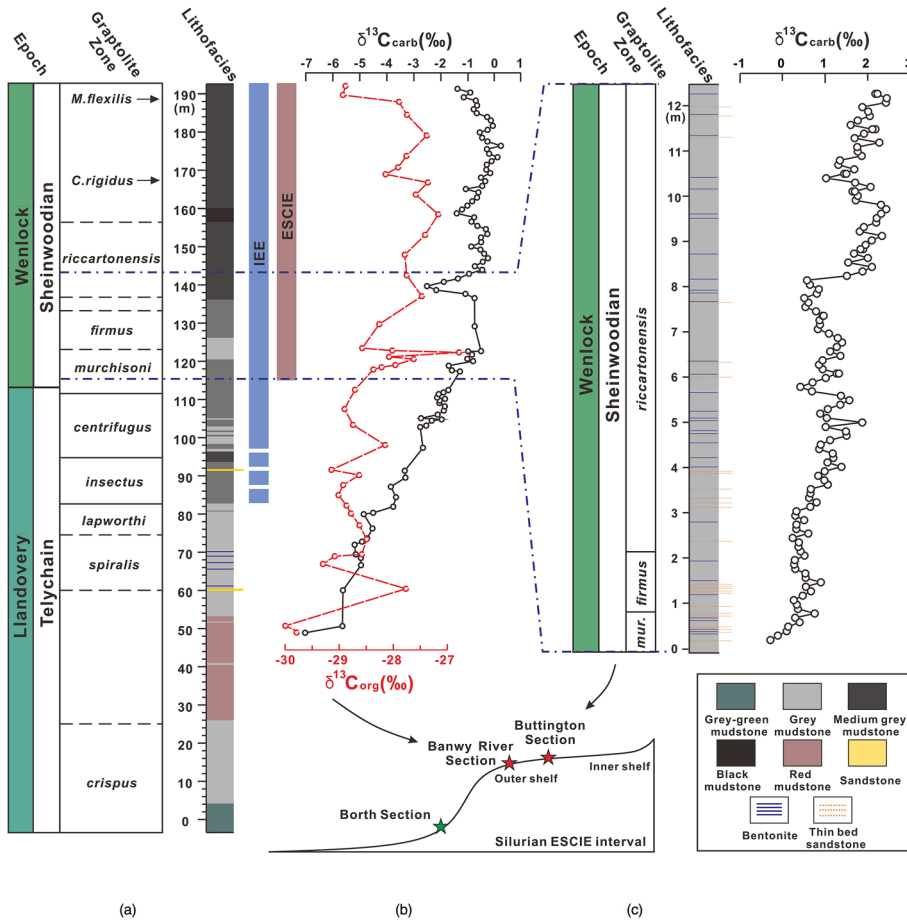 Epoch
Graptolite
Zone
Lithofacies
δ13Ccarb(‰)
-7 -6 -5 -4 -3 -2 -1 0 1
Epoch
Graptolite
Zone
Lithofacies
δ13Ccarb(‰)
-1 0 1 2 3
Wenlock
Sheinwoodian
Llandovery
Telychain
M.flexilis
C.rigidus
riccartonensis
firmus
murchisoni
centrifugus
insectus
lapworthi
spiralis
crispus
190
(m)
180
170
160
150
140
130
120
110
100
90
80
70
60
50
40
30
20
10
0
IEE
ESCIE
-30 -29 -28 -27
δ13Corg(‰)
Wenlock
Sheinwoodian
riccartonensis
firmus
mur.
12
(m)
11
10
9
8
7
6
5
4
3
2
1
0
Buttington
Section
Banwy River
Section
Outer shelf
Inner shelf
Borth Section
Silurian ESCIE interval
Grey-green
mudstone
Grey
mudstone
Medium grey
mudstone
Black
mudstone
Red
mudstone
Sandstone
Bentonite
Thin bed
sandstone
(a)
(b)
(c)